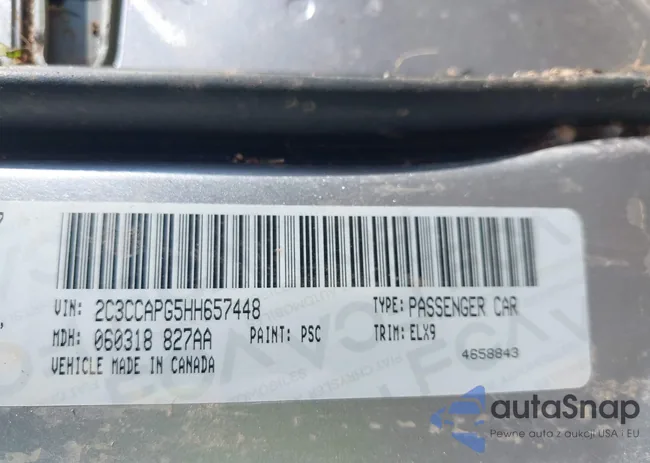 VIN: 2C3CCAPG5HH657448 TYPE: PASSENGER CAR
MDH: 060318 827AA PAINT: PSC TRIM: ELX9
VEHICLE MADE IN CANADA 4658843
autaSnap
Pewne auto z aukcji USA i EU